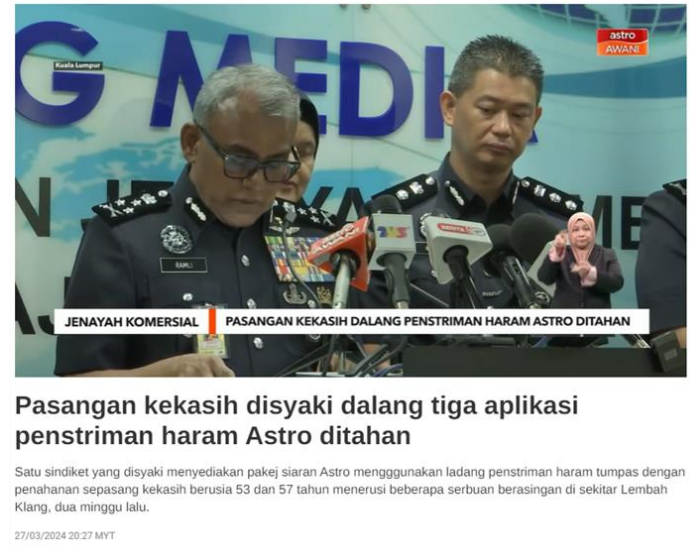 astro
AWANI
Kuala Lumpur
G MEDIA
RAMLI
JENAYAH KOMERSIAL
PASANGAN KEKASIH DALANG PENSTRIMAN HARAM ASTRO DITAHAN
Pasangan kekasih disyaki dalang tiga aplikasi
penstriman haram Astro ditahan
Satu sindiket yang disyaki menyediakan pakej siaran Astro mengggunakan ladang penstriman haram tumpas dengan
penahanan sepasang kekasih berusia 53 dan 57 tahun menerusi beberapa serbuan berasingan di sekitar Lembah
Klang, dua minggu lalu.
27/03/2024 20:27 MYT